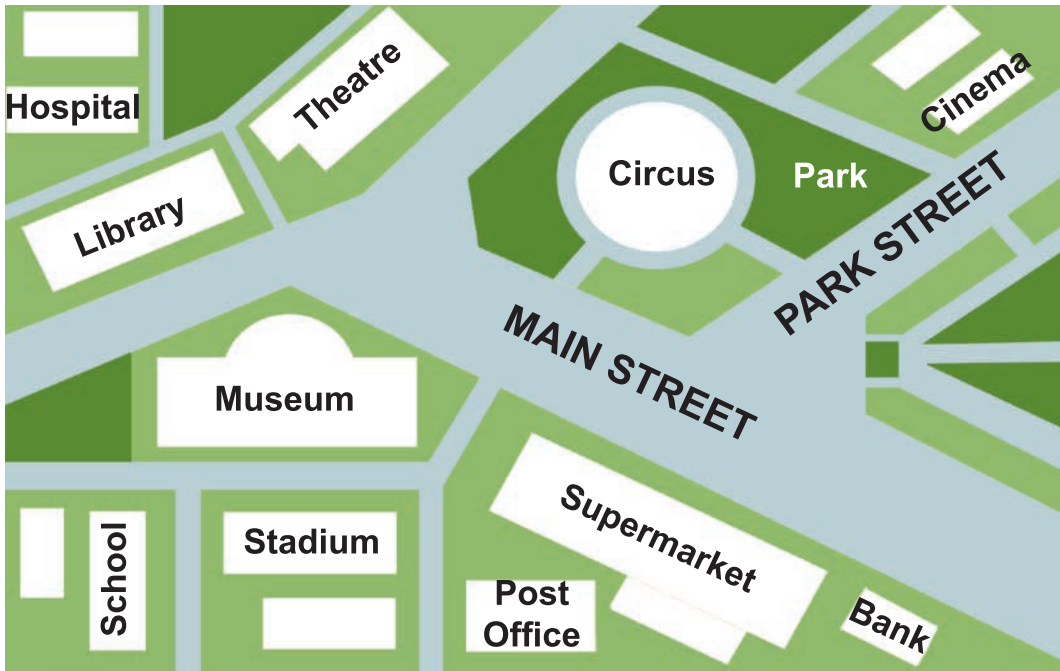 Hospital
Theatre
Cinema
Circus
Park
Library
PARK STREET
MAIN STREET
Museum
School
Stadium
Supermarket
Post
Office
Bank